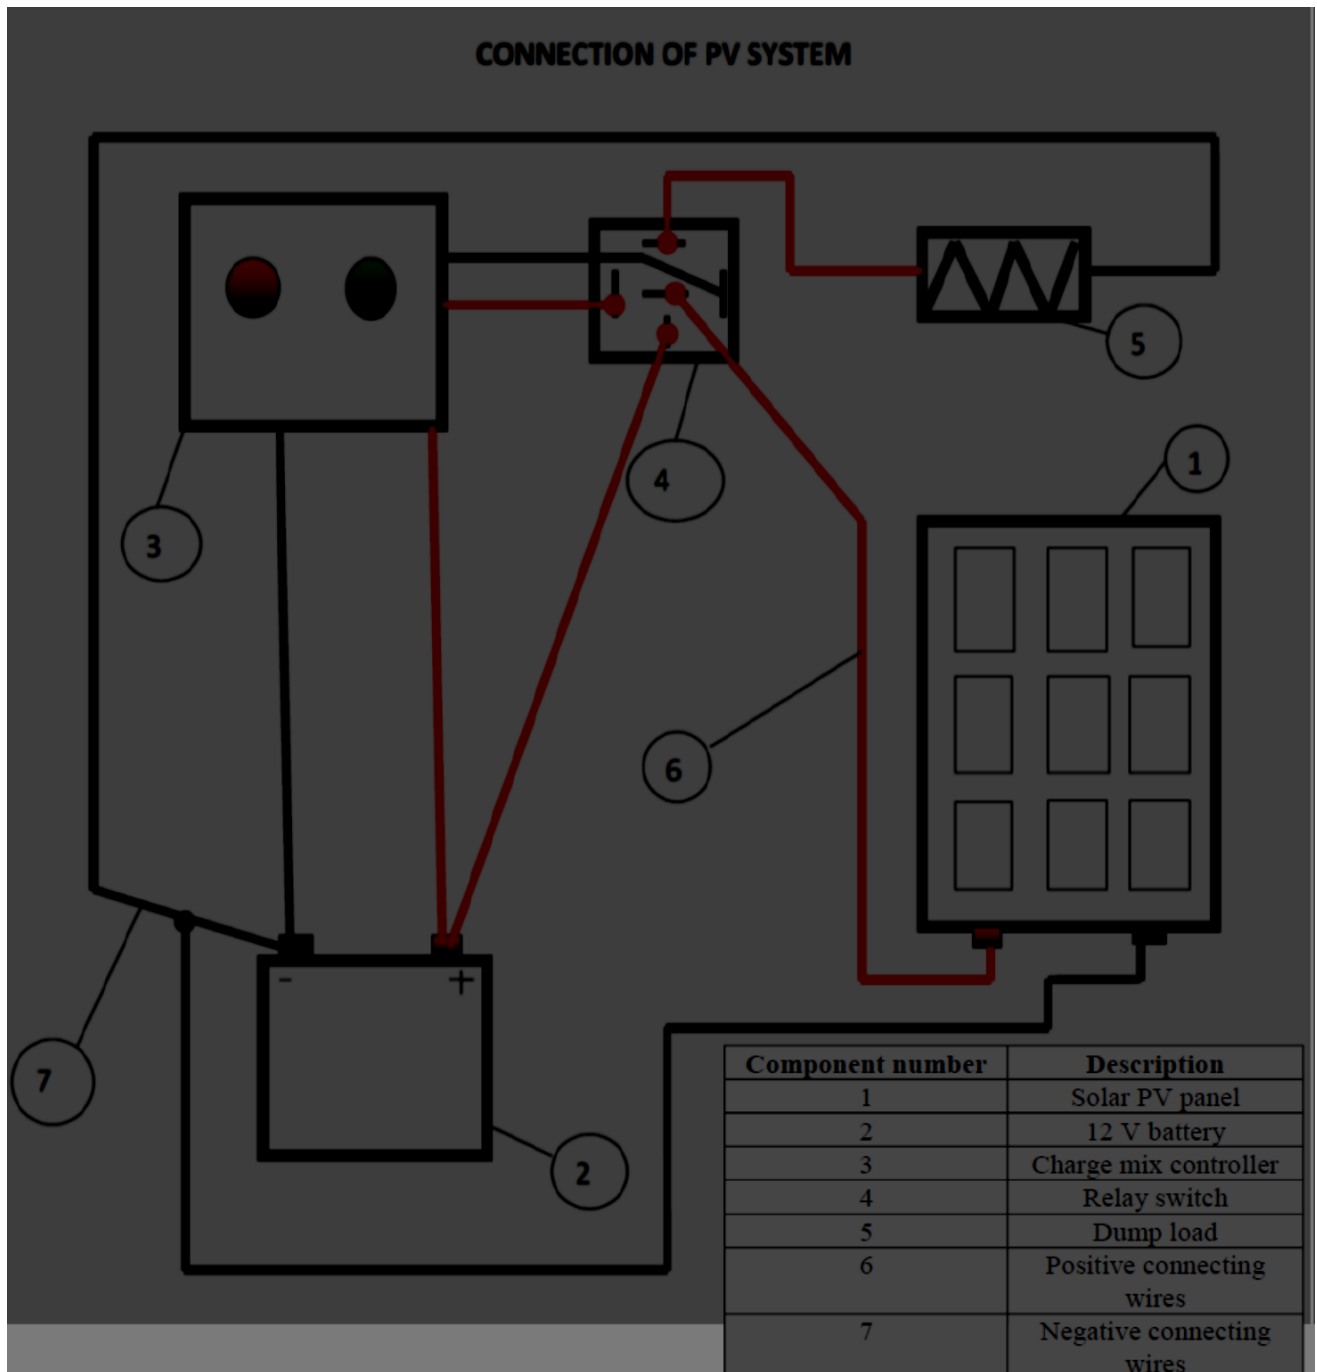 CONNECTION OF PV SYSTEM
5
1
4
3
6
- +
7
2
Component number Description
1 Solar PV panel
2 12 V battery
3 Charge mix controller
4 Relay switch
5 Dump load
6 Positive connecting
wires
7 Negative connecting
wires